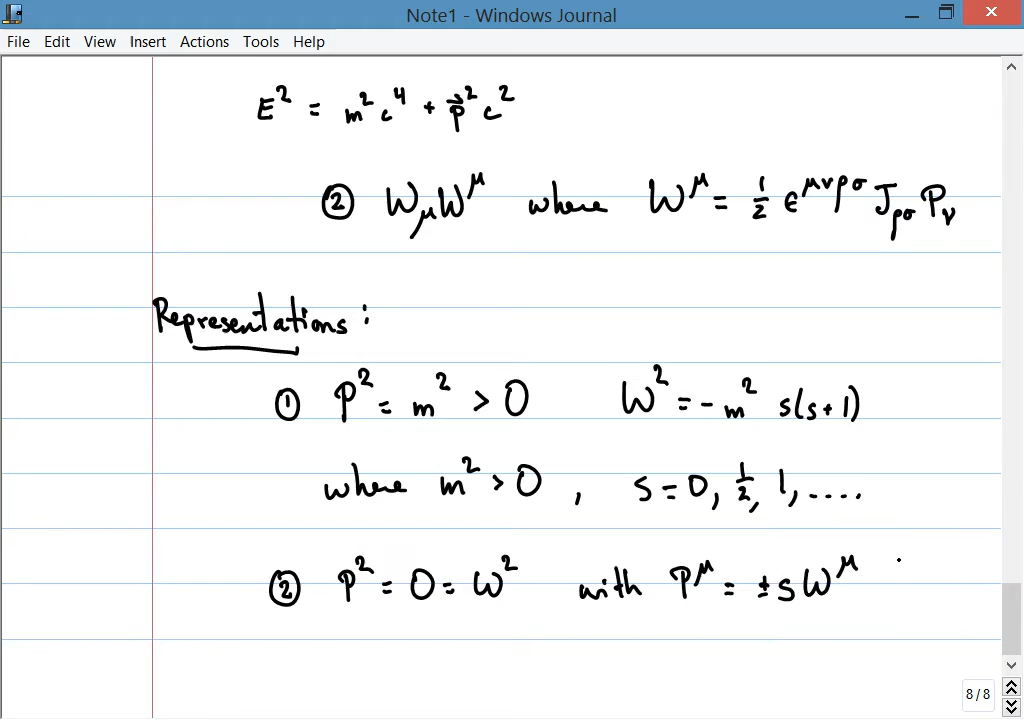 Note1 - Windows Journal
File Edit View Insert Actions Tools Help
E² = m²c⁴ + p⃗²c²
② W_μW^μ where W^μ = ½ ϵ^{μνρσ} J_{ρσ} P_ν
Representations:
① P² = m² > 0 W² = -m² s(s+1)
where m² > 0, s = 0, ½, 1, ....
② P² = 0 = W² with P^μ = ±s W^μ
8 / 8